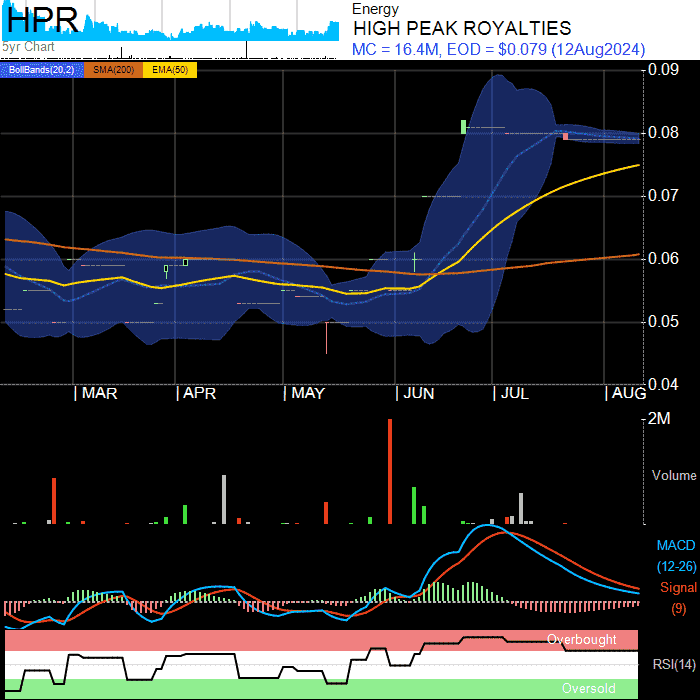 HPR
5yr Chart
Energy
HIGH PEAK ROYALTIES
MC = 16.4M, EOD = $0.079 (12Aug2024)
BollBands(20,2) SMA(200) EMA(50)
0.09
0.08
0.07
0.06
0.05
0.04
MAR APR MAY JUN JUL AUG
2M
Volume
MACD
(12-26)
Signal
(9)
Overbought
RSI(14)
Oversold